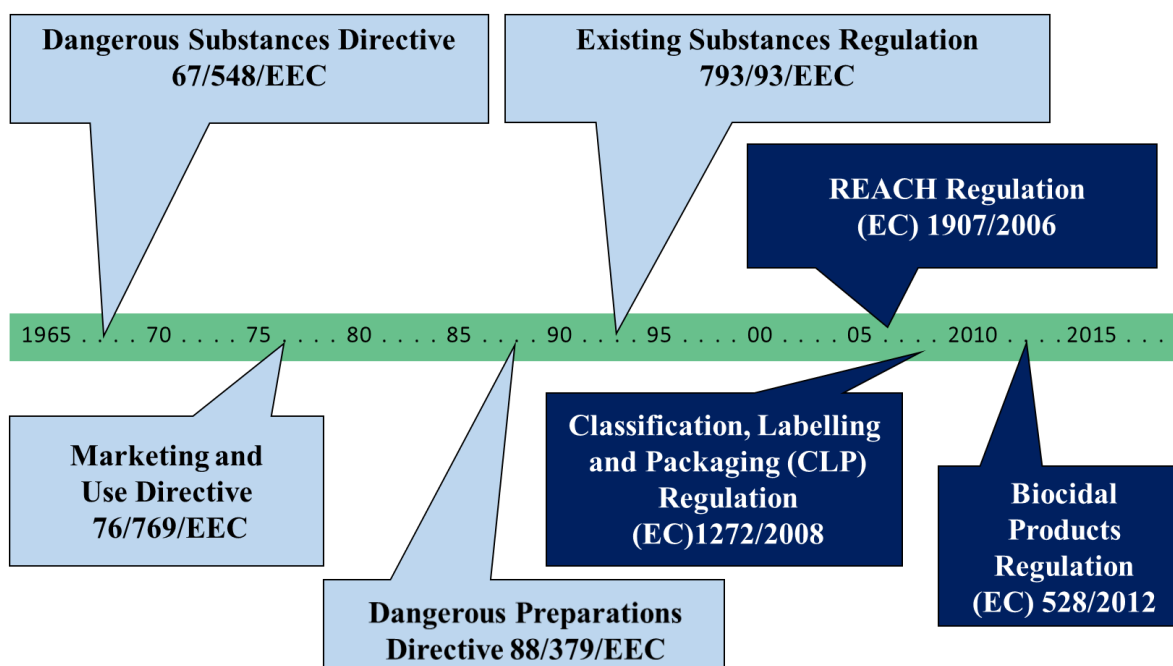 Dangerous Substances Directive
67/548/EEC
Existing Substances Regulation
793/93/EEC
REACH Regulation
(EC) 1907/2006
1965 . . . . 70 . . . . 75 . . . . 80 . . . . 85 . . . . 90 . . . . 95 . . . . 00 . . . . 05 . . . . 2010 . . . . 2015 . . .
Marketing and
Use Directive
76/769/EEC
Dangerous Preparations
Directive 88/379/EEC
Classification, Labelling
and Packaging (CLP)
Regulation
(EC)1272/2008
Biocidal
Products
Regulation
(EC) 528/2012